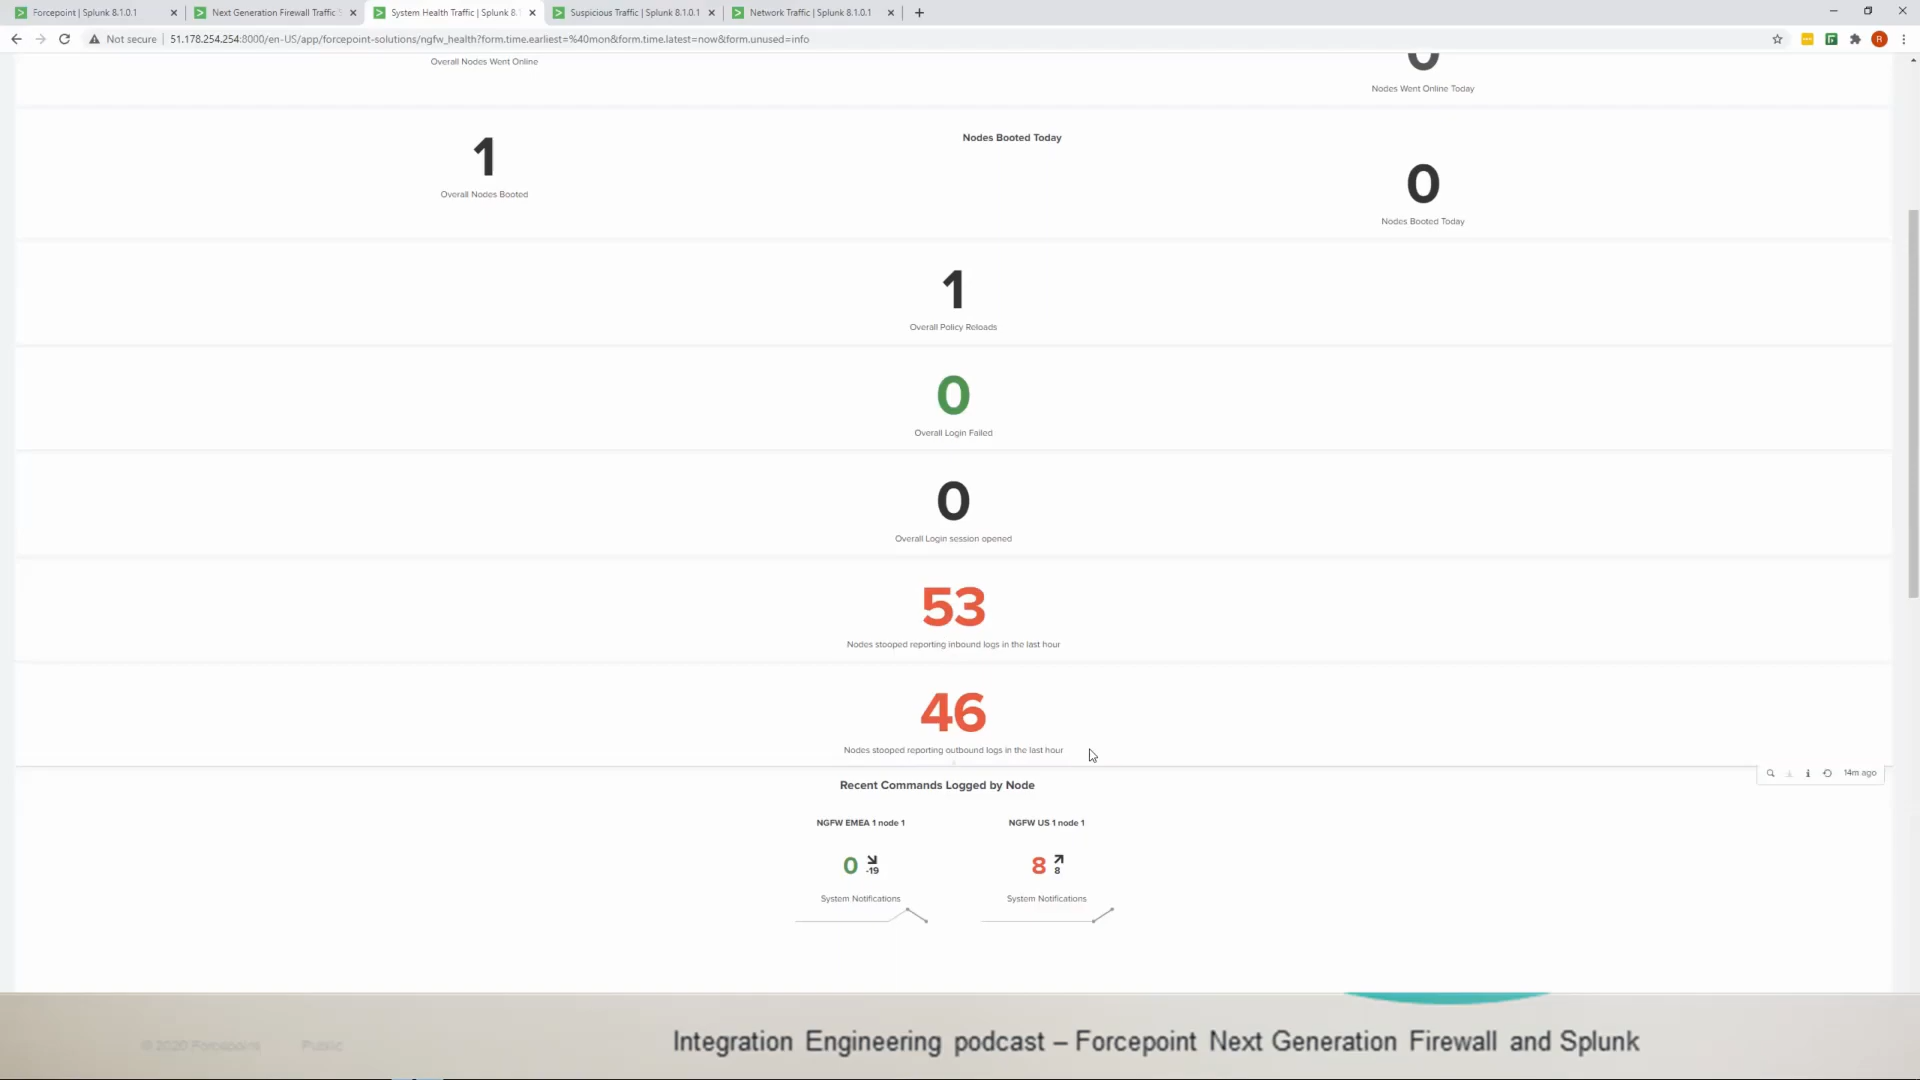 Forcepoint | Splunk 8.1.0.1
Next Generation Firewall Traffic
System Health Traffic | Splunk 8.
Suspicious Traffic | Splunk 8.1.0.1
Network Traffic | Splunk 8.1.0.1
Not secure
51.178.254.254:8000/en-US/app/forcepoint-solutions/ngfw_health?form.time.earliest=%40mon&form.time.latest=now&form.unused=info
R
Overall Nodes Went Online
0
Nodes Went Online Today
1
Overall Nodes Booted
Nodes Booted Today
0
Nodes Booted Today
1
Overall Policy Reloads
0
Overall Login Failed
0
Overall Login session opened
53
Nodes stooped reporting inbound logs in the last hour
46
Nodes stooped reporting outbound logs in the last hour
14m ago
Recent Commands Logged by Node
NGFW EMEA 1 node 1
NGFW US 1 node 1
0 -19
8 8
System Notifications
System Notifications
© 2020 Forcepoint
Public
Integration Engineering podcast – Forcepoint Next Generation Firewall and Splunk